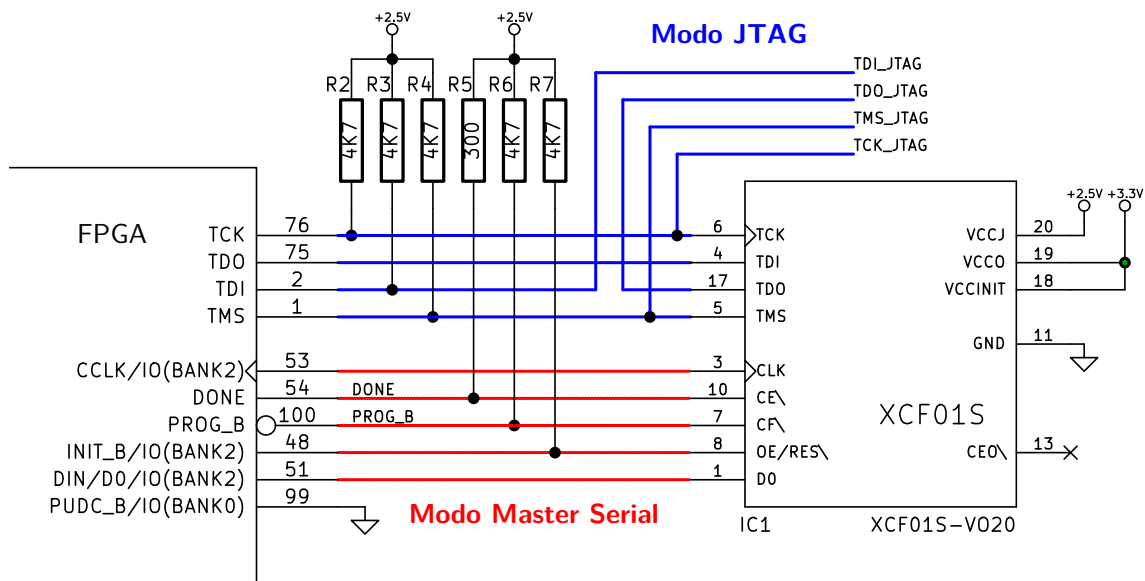 +2.5V
+2.5V
Modo JTAG
TDI_JTAG
TDO_JTAG
TMS_JTAG
TCK_JTAG
R2
R3
R4
R5
R6
R7
4K7
4K7
4K7
300
4K7
4K7
FPGA
TCK 76
TDO 75
TDI 2
TMS 1
CCLK/IO(BANK2) 53
DONE 54 DONE
PROG_B 100 PROG_B
INIT_B/IO(BANK2) 48
DIN/D0/IO(BANK2) 51
PUDC_B/IO(BANK0) 99
Modo Master Serial
6 TCK
4 TDI
17 TDO
5 TMS
3 CLK
10 CE\
7 CF\
8 OE/RES\
1 D0
XCF01S
+2.5V
+3.3V
VCCJ 20
VCCO 19
VCCINIT 18
GND 11
CEO\ 13
IC1
XCF01S-VO20